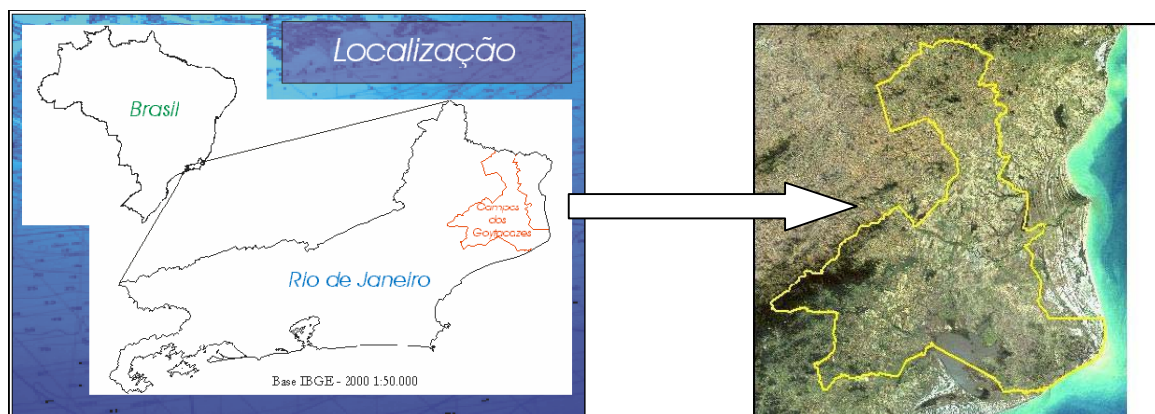 Localização
Brasil
Campos
dos
Goytacazes
Rio de Janeiro
Base IBGE - 2000 1:50.000